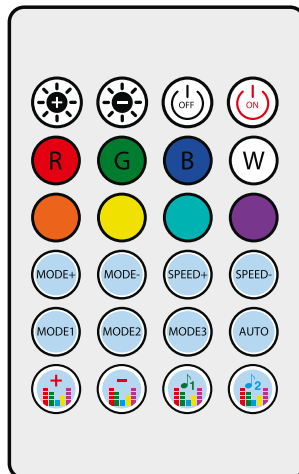 + - OFF ON
R G B W
MODE+ MODE- SPEED+ SPEED-
MODE1 MODE2 MODE3 AUTO
+ - 1 2